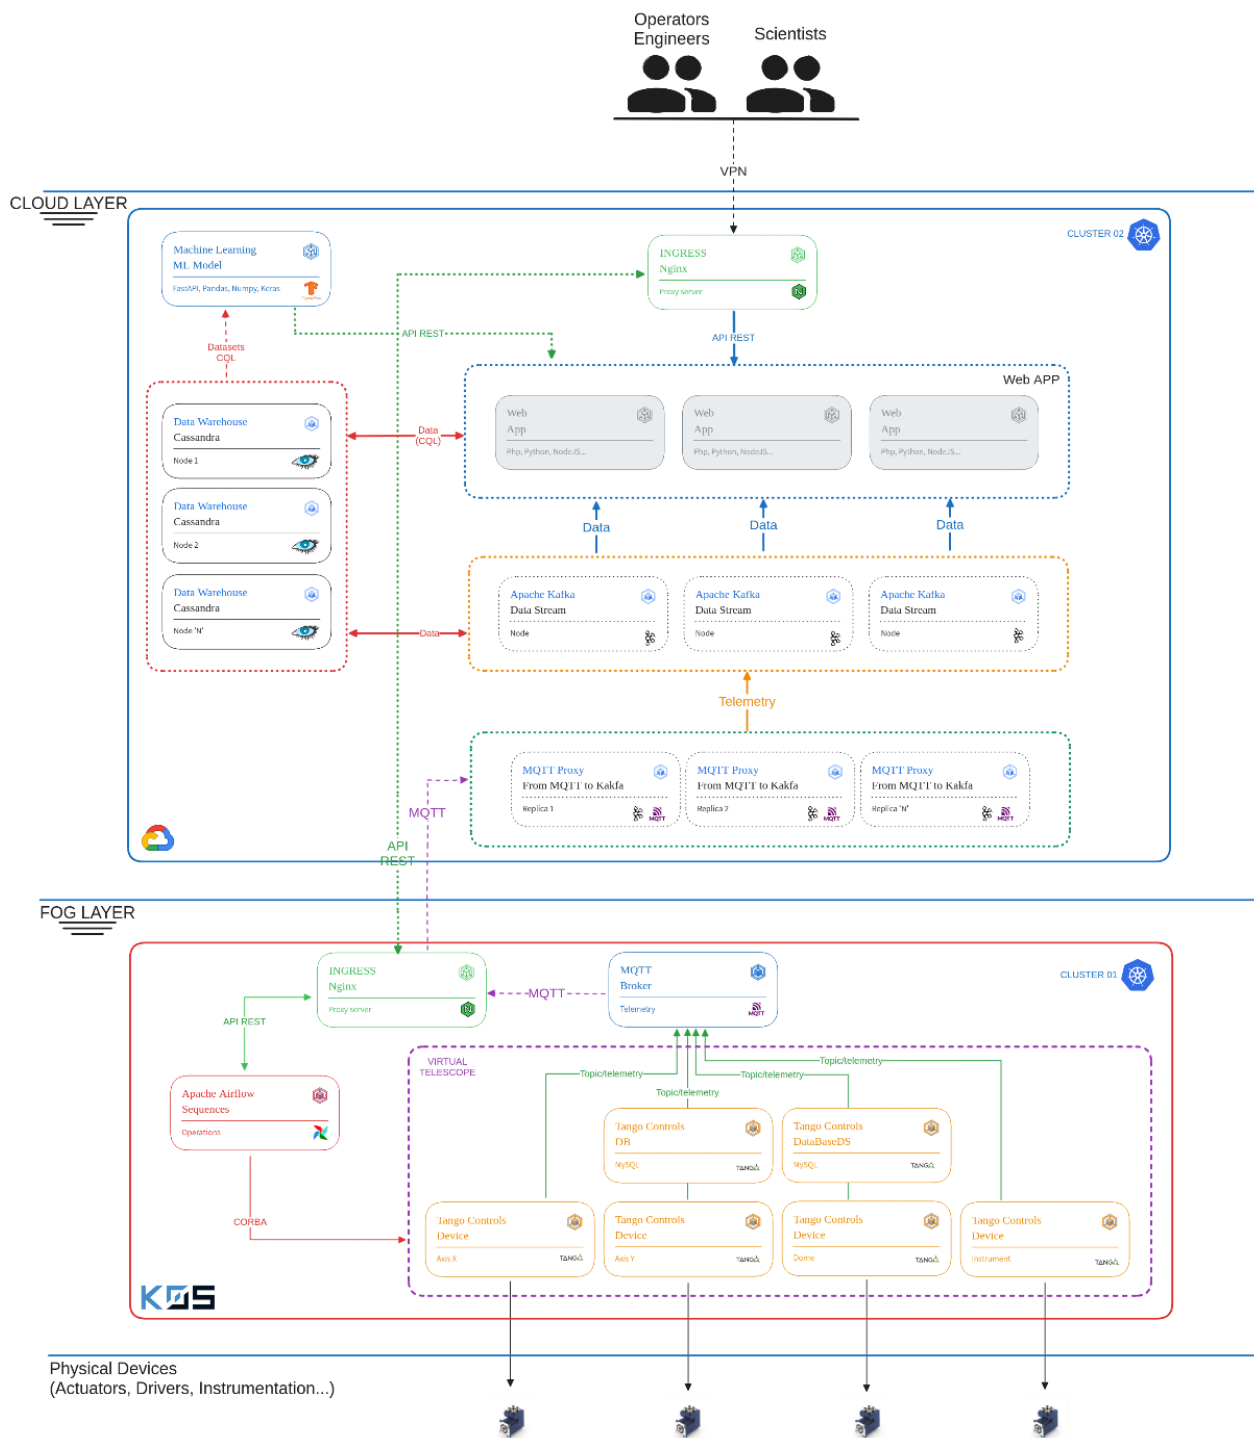 Operators
Engineers
Scientists
VPN
CLOUD LAYER
CLUSTER 02
Machine Learning
ML Model
FastAPI, Pandas, Numpy, Keras
INGRESS
Nginx
Proxy server
API REST
API REST
Datasets
CQL
Web APP
Data Warehouse
Cassandra
Node 1
Data
(CQL)
Web
App
Php, Python, NodeJS...
Web
App
Php, Python, NodeJS...
Web
App
Php, Python, NodeJS...
Data Warehouse
Cassandra
Node 2
Data
Data
Data
Data Warehouse
Cassandra
Node 'N'
Data
Apache Kafka
Data Stream
Node
Apache Kafka
Data Stream
Node
Apache Kafka
Data Stream
Node
Telemetry
MQTT Proxy
From MQTT to Kakfa
Replica 1
MQTT
MQTT Proxy
From MQTT to Kakfa
Replica 2
MQTT
MQTT Proxy
From MQTT to Kakfa
Replica 'N'
MQTT
MQTT
API
REST
FOG LAYER
CLUSTER 01
INGRESS
Nginx
Proxy server
MQTT
MQTT
Broker
Telemetry
MQTT
API REST
VIRTUAL
TELESCOPE
Topic/telemetry
Topic/telemetry
Topic/telemetry
Topic/telemetry
Apache Airflow
Sequences
Operations
Tango Controls
DB
MySQL
TANGO
Tango Controls
DataBaseDS
MySQL
TANGO
CORBA
Tango Controls
Device
Axis X
TANGO
Tango Controls
Device
Axis Y
TANGO
Tango Controls
Device
Dome
TANGO
Tango Controls
Device
Instrument
TANGO
K0S
Physical Devices
(Actuators, Drivers, Instrumentation...)